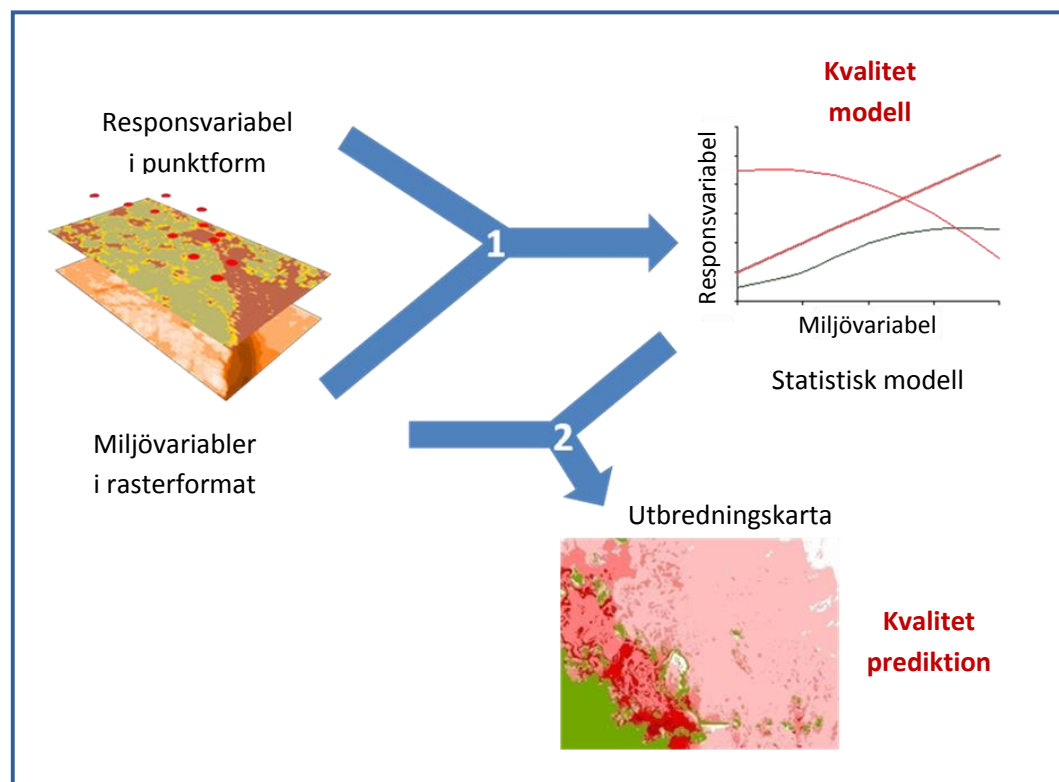 Responsvariabel
i punktform
Miljövariabler
i rasterformat
1
Kvalitet
modell
Responsvariabel
Miljövariabel
Statistisk modell
2
Utbredningskarta
Kvalitet
prediktion